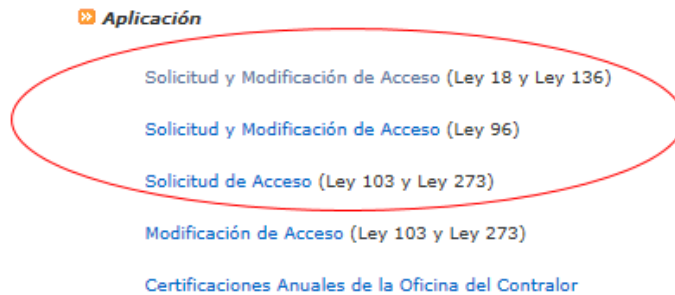 Aplicación
Solicitud y Modificación de Acceso (Ley 18 y Ley 136)
Solicitud y Modificación de Acceso (Ley 96)
Solicitud de Acceso (Ley 103 y Ley 273)
Modificación de Acceso (Ley 103 y Ley 273)
Certificaciones Anuales de la Oficina del Contralor